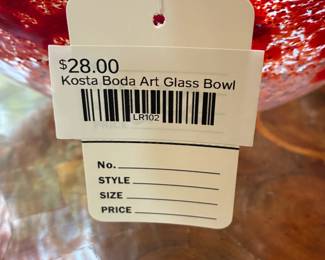 $28.00
Kosta Boda Art Glass Bowl
LR102
No.
STYLE
SIZE
PRICE